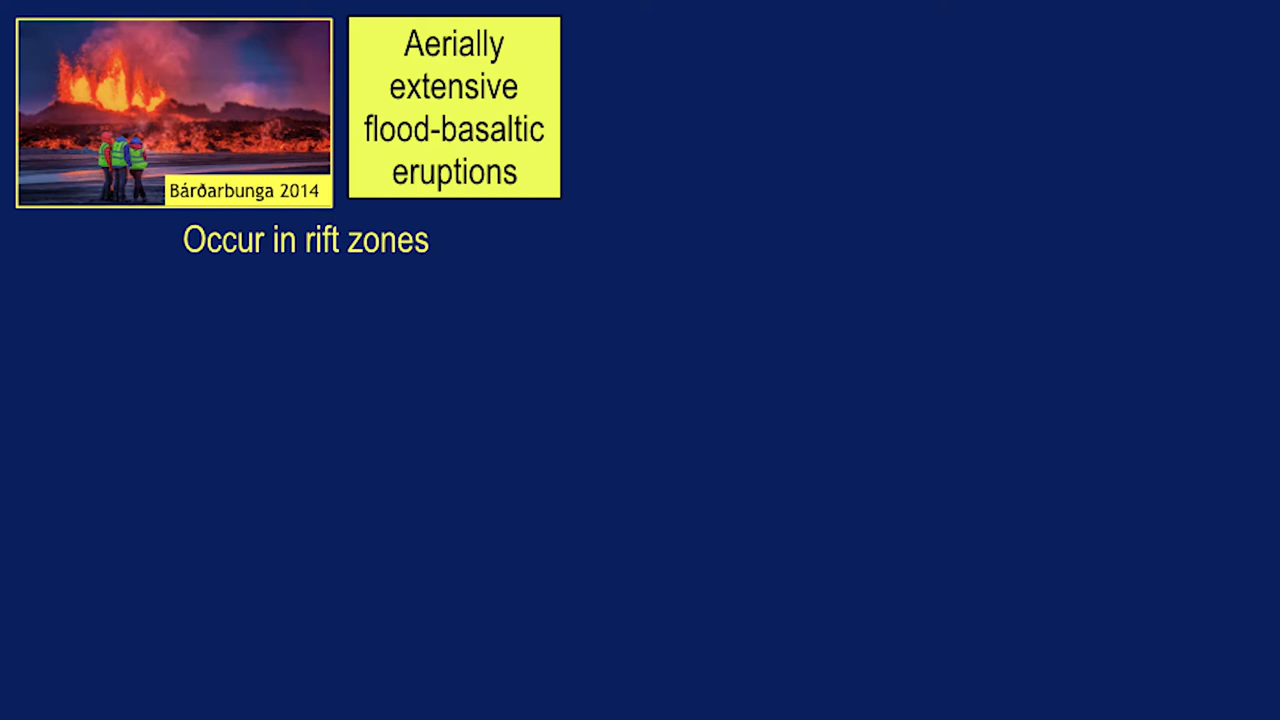 Aerially
extensive
flood-basaltic
eruptions
Bárðarbunga 2014
Occur in rift zones